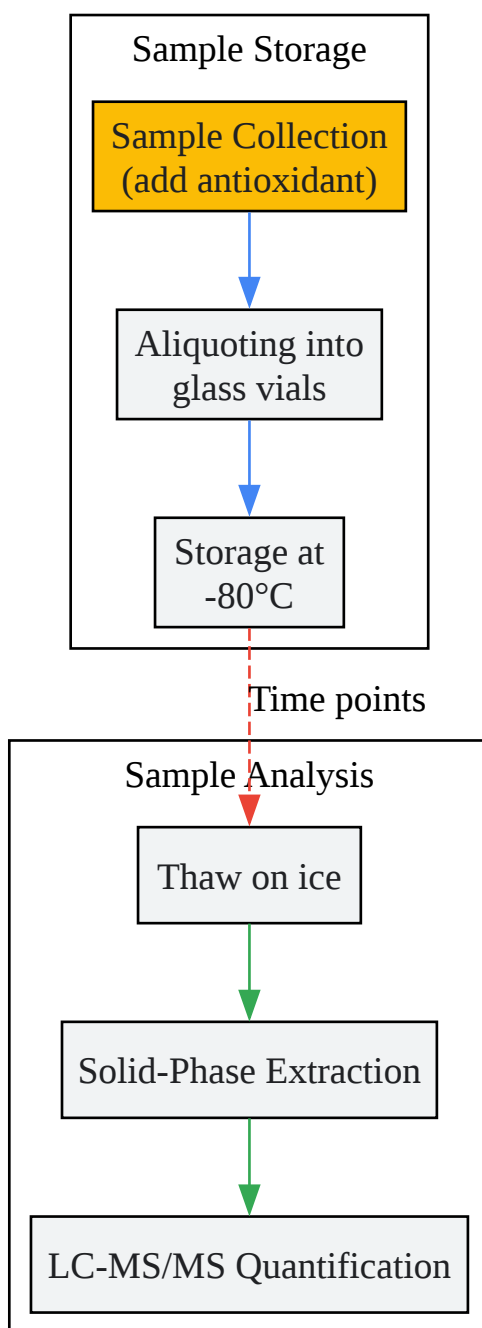 Sample Storage
Sample Collection
(add antioxidant)
Aliquoting into
glass vials
Storage at
-80°C
Time points
Sample Analysis
Thaw on ice
Solid-Phase Extraction
LC-MS/MS Quantification